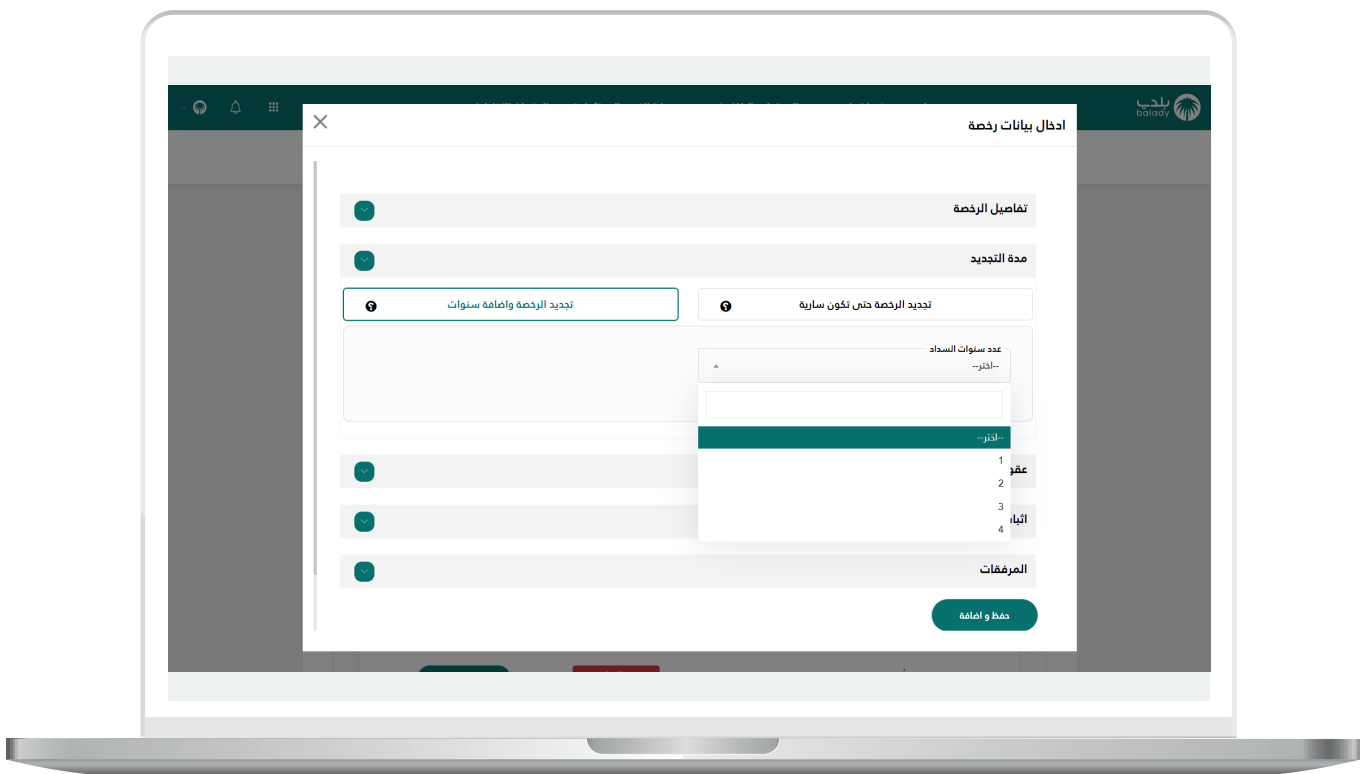 بلدي
balady
ادخال بيانات رخصة
تفاصيل الرخصة
مدة التجديد
تجديد الرخصة حتى تكون سارية
تجديد الرخصة واضافة سنوات
عدد سنوات السداد
--اختر--
--اختر--
1
2
3
4
المرفقات
حفظ و اضافة